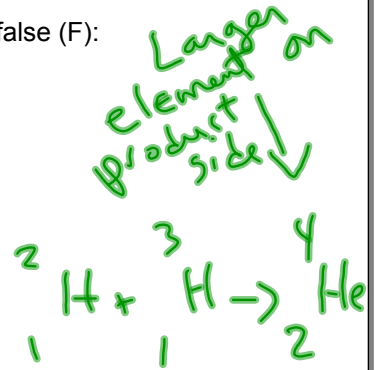 false (F):
Larger
element on
product
side
2 3 4
H + H → He
1 1 2